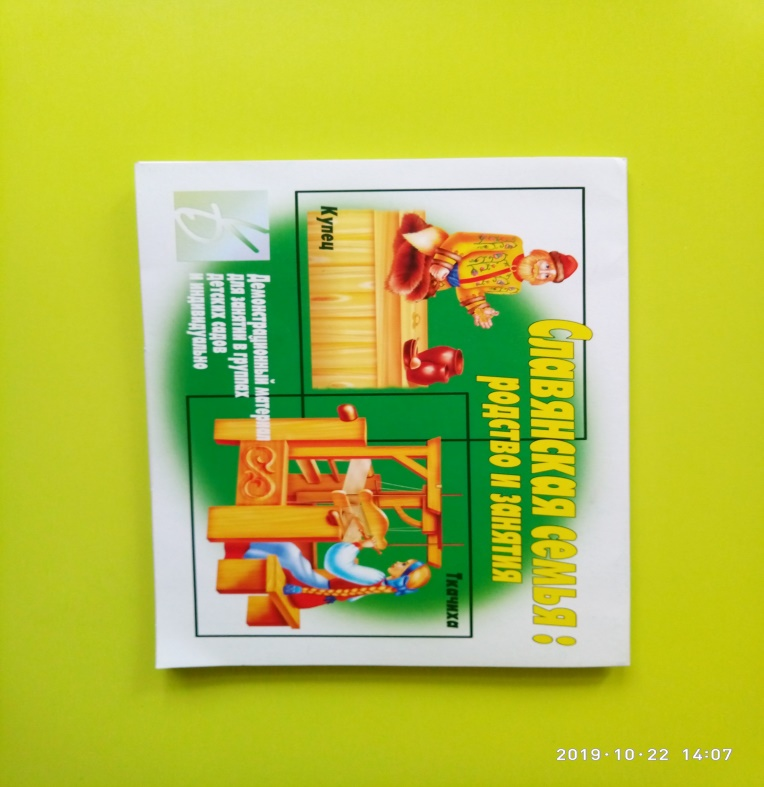 Славянская семья:
родство и занятия
Купец
Ткачиха
Демонстрационный материал
для занятий в группах
детских садов
и индивидуально
2019·10·22 14:07